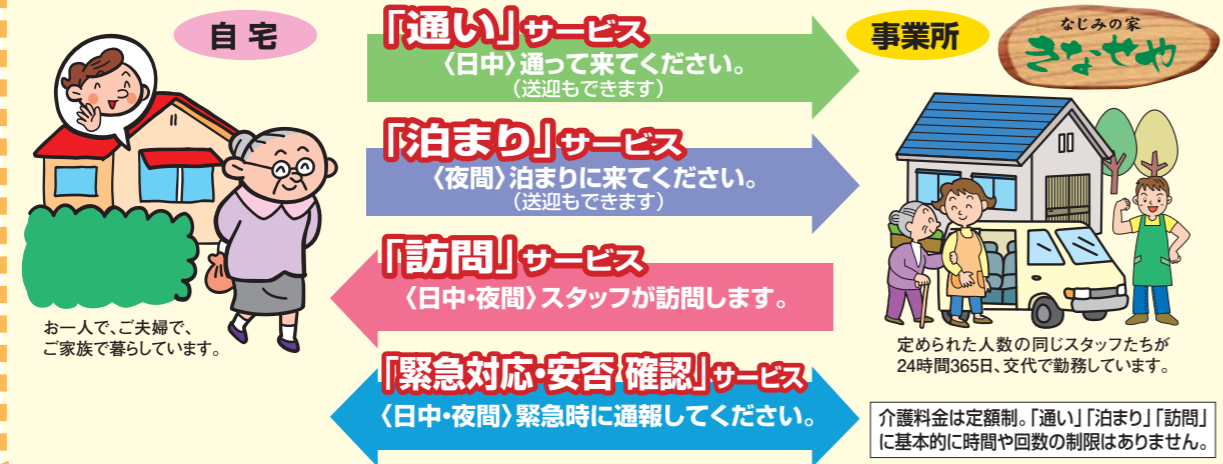 自宅
「通い」サービス
〈日中〉通って来てください。
（送迎もできます）
「泊まり」サービス
〈夜間〉泊まりに来てください。
（送迎もできます）
「訪問」サービス
〈日中・夜間〉スタッフが訪問します。
「緊急対応・安否 確認」サービス
〈日中・夜間〉緊急時に通報してください。
お一人で、ご夫婦で、
ご家族で暮らしています。
事業所
なじみの家
きなせや
定められた人数の同じスタッフたちが
24時間365日、交代で勤務しています。
介護料金は定額制。「通い」「泊まり」「訪問」
に基本的に時間や回数の制限はありません。